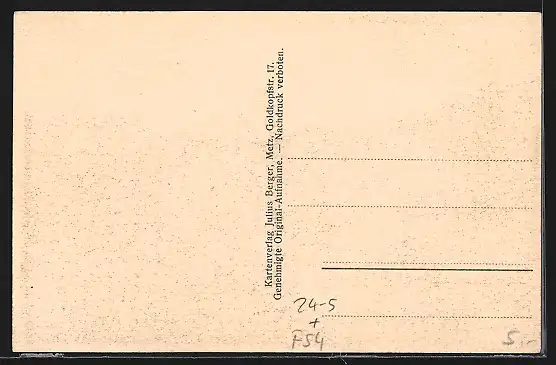 Kartenverlag Julius Berger, Metz, Goldkopfstr. 17.
Genehmigte Original-Aufnahme. — Nachdruck verboten.
24-5
+
F54
5.-